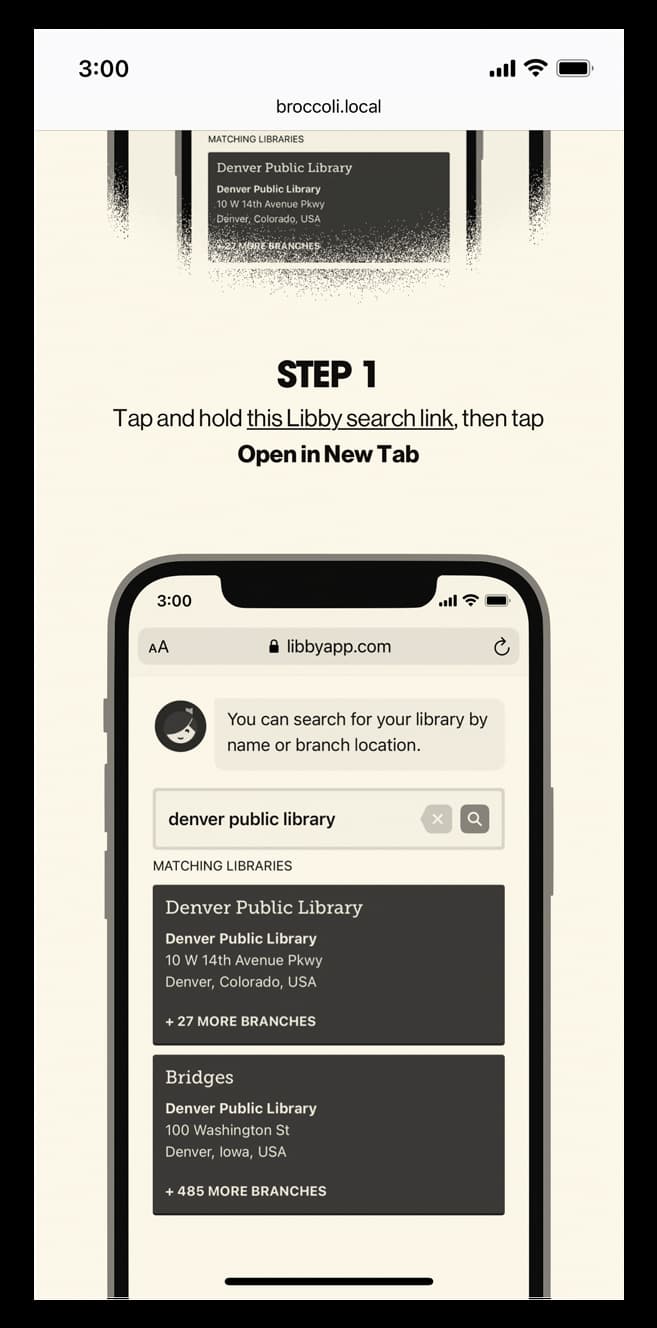 3:00
broccoli.local
MATCHING LIBRARIES
Denver Public Library
Denver Public Library
10 W 14th Avenue Pkwy
Denver, Colorado, USA
+ 27 MORE BRANCHES
STEP 1
Tap and hold this Libby search link, then tap
Open in New Tab
3:00
AA libbyapp.com
You can search for your library by
name or branch location.
denver public library
MATCHING LIBRARIES
Denver Public Library
Denver Public Library
10 W 14th Avenue Pkwy
Denver, Colorado, USA
+ 27 MORE BRANCHES
Bridges
Denver Public Library
100 Washington St
Denver, Iowa, USA
+ 485 MORE BRANCHES